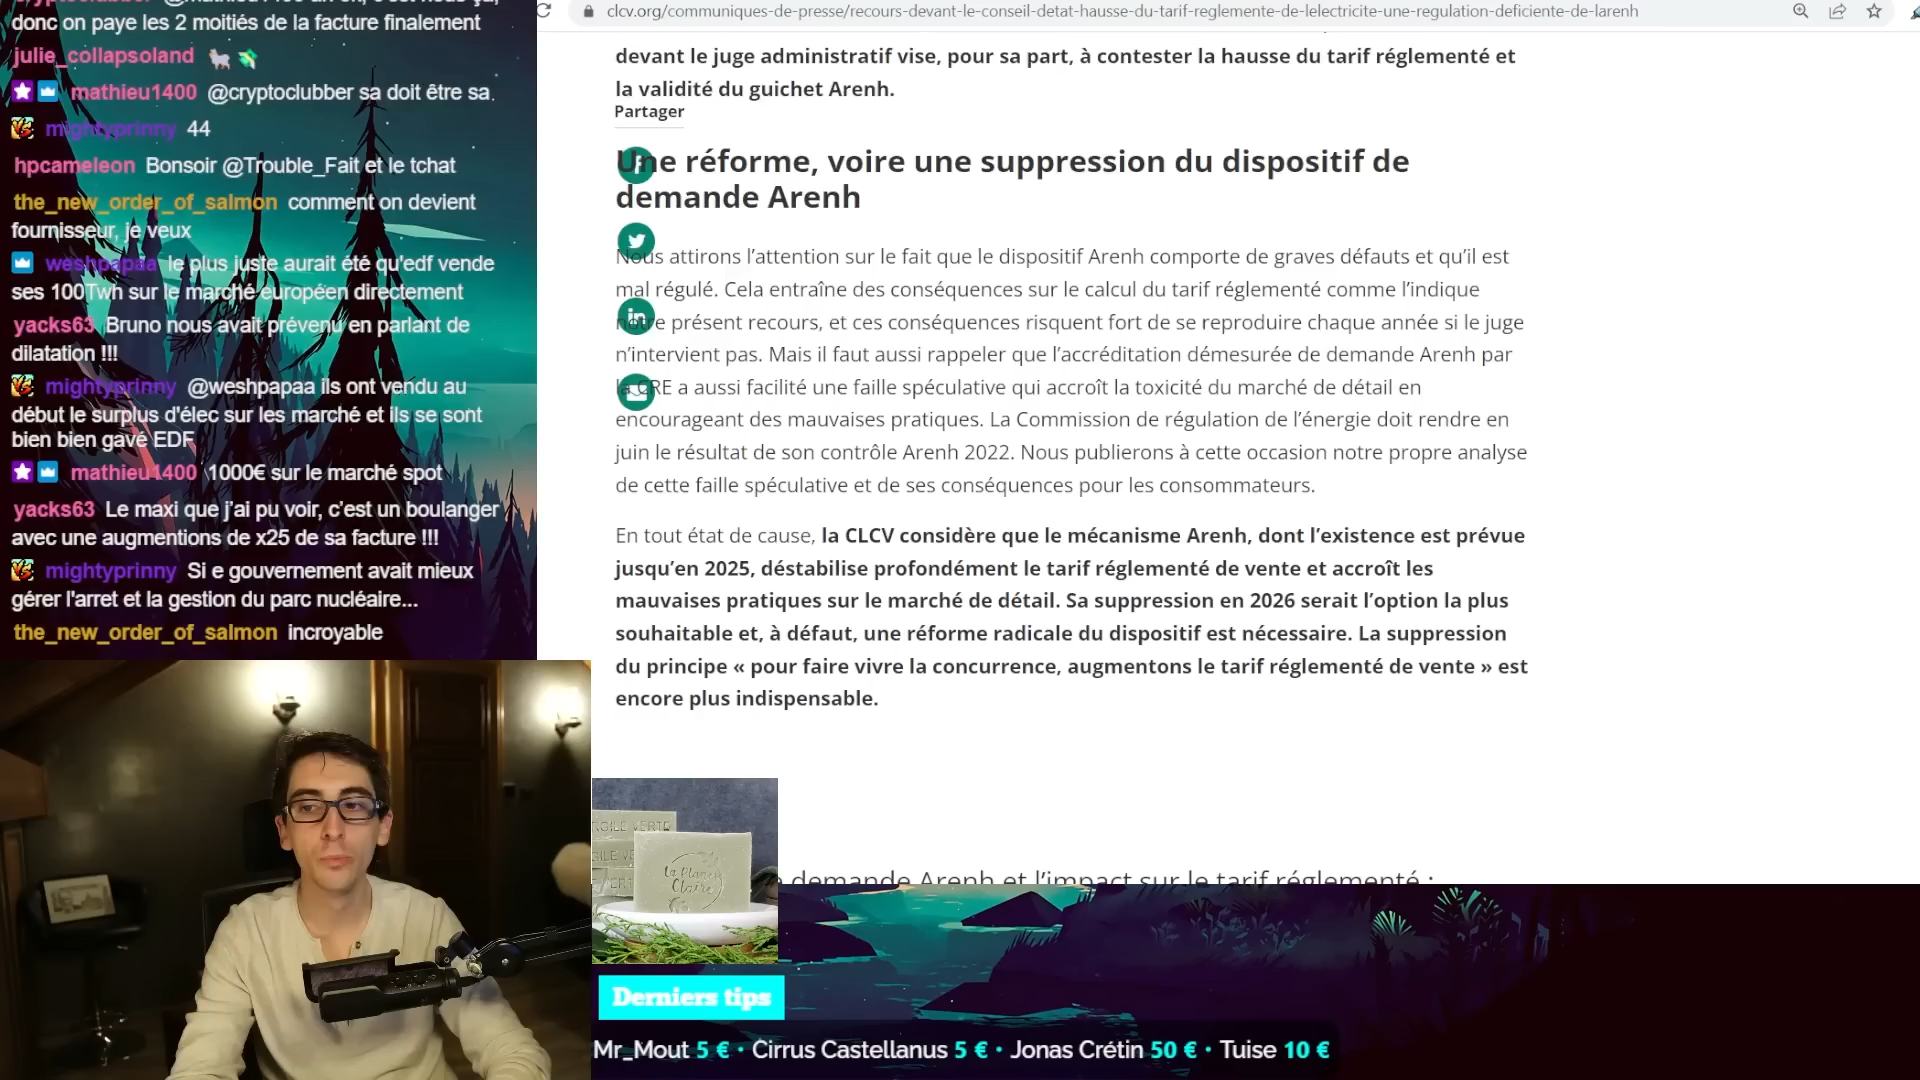 donc on paye les 2 moitiés de la facture finalement
julie_collapsoland
mathieu1400 @cryptoclubber sa doit être sa.
mightyprinny 44
hpcameleon Bonsoir @Trouble_Fait et le tchat
the_new_order_of_salmon comment on devient
fournisseur, je veux
weshpapaa le plus juste aurait été qu'edf vende
ses 100Twh sur le marché européen directement
yacks63 Bruno nous avait prévenu en parlant de
dilatation !!!
mightyprinny @weshpapaa ils ont vendu au
début le surplus d'élec sur les marché et ils se sont
bien bien gavé EDF
mathieu1400 1000€ sur le marché spot
yacks63 Le maxi que j'ai pu voir, c'est un boulanger
avec une augmentions de x25 de sa facture !!!
mightyprinny Si e gouvernement avait mieux
gérer l'arret et la gestion du parc nucléaire...
the_new_order_of_salmon incroyable
clcv.org/communiques-de-presse/recours-devant-le-conseil-detat-hausse-du-tarif-reglemente-de-lelectricite-une-regulation-deficiente-de-larenh
devant le juge administratif vise, pour sa part, à contester la hausse du tarif réglementé et
la validité du guichet Arenh.
Partager
Une réforme, voire une suppression du dispositif de
demande Arenh
Nous attirons l'attention sur le fait que le dispositif Arenh comporte de graves défauts et qu'il est
mal régulé. Cela entraîne des conséquences sur le calcul du tarif réglementé comme l'indique
notre présent recours, et ces conséquences risquent fort de se reproduire chaque année si le juge
n'intervient pas. Mais il faut aussi rappeler que l'accréditation démesurée de demande Arenh par
la CRE a aussi facilité une faille spéculative qui accroît la toxicité du marché de détail en
encourageant des mauvaises pratiques. La Commission de régulation de l'énergie doit rendre en
juin le résultat de son contrôle Arenh 2022. Nous publierons à cette occasion notre propre analyse
de cette faille spéculative et de ses conséquences pour les consommateurs.
En tout état de cause, la CLCV considère que le mécanisme Arenh, dont l'existence est prévue
jusqu'en 2025, déstabilise profondément le tarif réglementé de vente et accroît les
mauvaises pratiques sur le marché de détail. Sa suppression en 2026 serait l'option la plus
souhaitable et, à défaut, une réforme radicale du dispositif est nécessaire. La suppression
du principe « pour faire vivre la concurrence, augmentons le tarif réglementé de vente » est
encore plus indispensable.
demande Arenh et l'impact sur le tarif réglementé :
La Planète
Claire
Derniers tips
Mr_Mout 5 € · Cirrus Castellanus 5 € · Jonas Crétin 50 € · Tuise 10 €